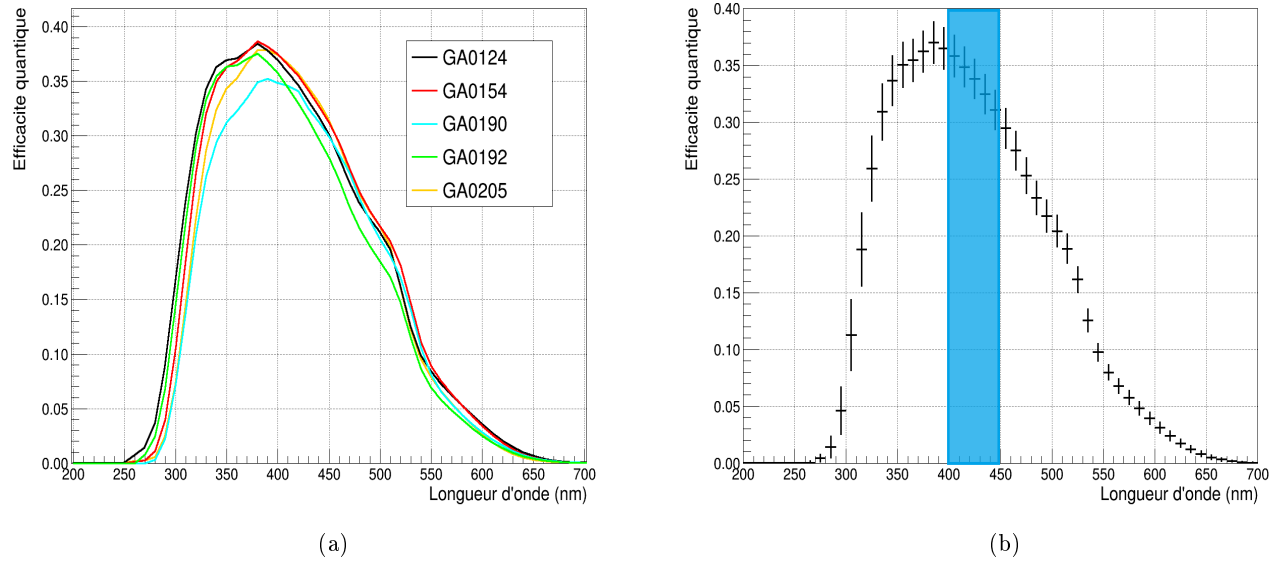 Efficacite quantique
0.40
0.35
0.30
0.25
0.20
0.15
0.10
0.05
0.00
200 250 300 350 400 450 500 550 600 650 700
Longueur d'onde (nm)
GA0124
GA0154
GA0190
GA0192
GA0205
(a)
Efficacite quantique
0.40
0.35
0.30
0.25
0.20
0.15
0.10
0.05
0.00
200 250 300 350 400 450 500 550 600 650 700
Longueur d'onde (nm)
(b)